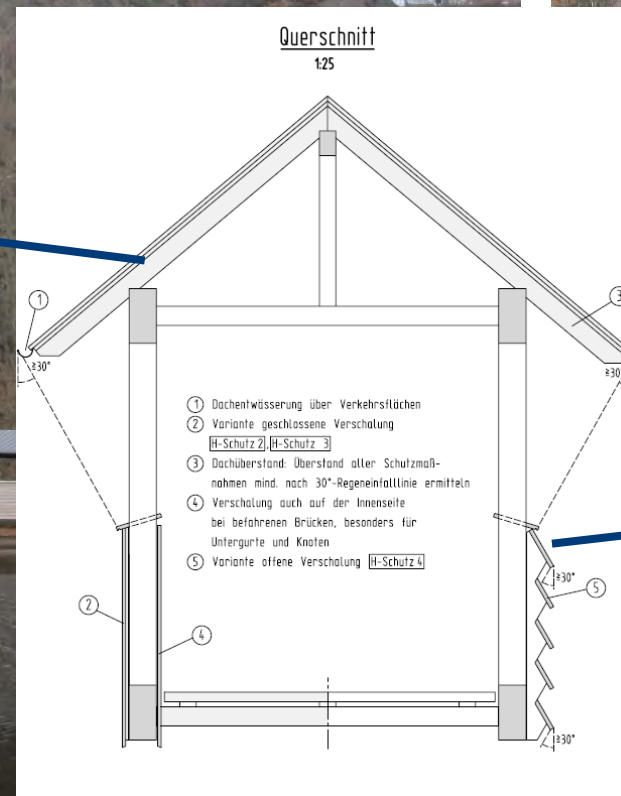 Querschnitt
1:25
1
3
≥30°
≥30°
1 Dachentwässerung über Verkehrsflächen
2 Variante geschlossene Verschalung
H-Schutz 2, H-Schutz 3
3 Dachüberstand: Überstand aller Schutzmaß-
nahmen mind. nach 30°-Regeneinfalllinie ermitteln
4 Verschalung auch auf der Innenseite
bei befahrenen Brücken, besonders für
Untergurte und Knoten
5 Variante offene Verschalung H-Schutz 4
≥30°
5
2
4
≥30°